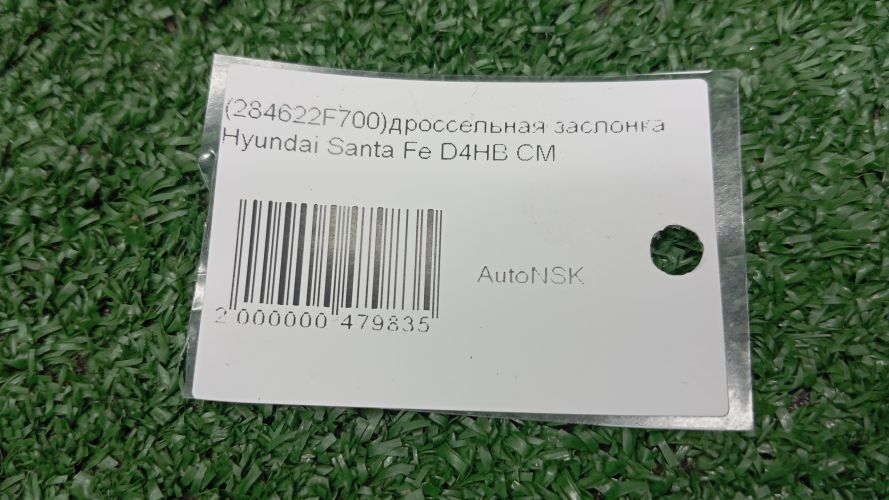 (284622F700)дроссельная заслонка
Hyundai Santa Fe D4HB CM
AutoNSK
2 000000 479835